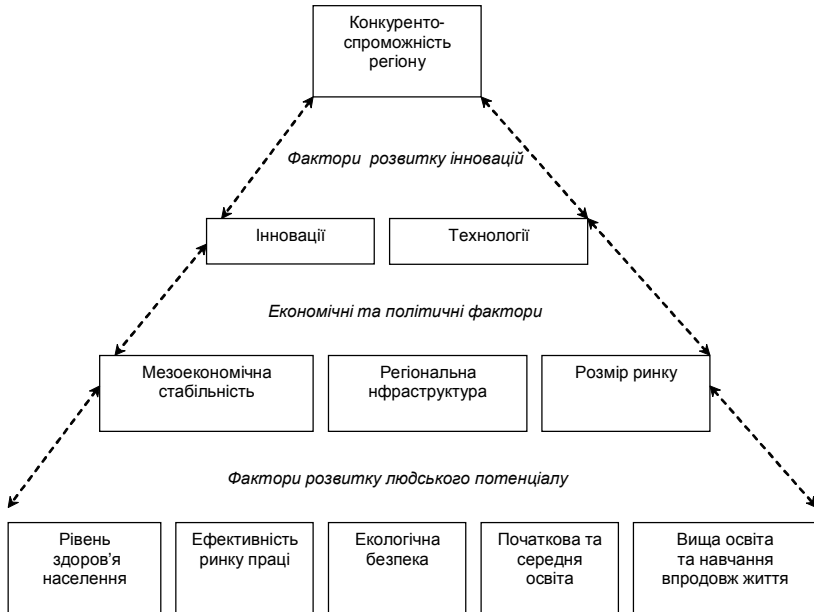 Конкуренто-
спроможність
регіону
Фактори розвитку інновацій
Інновації
Технології
Економічні та політичні фактори
Мезоекономічна
стабільність
Регіональна
нфраструктура
Розмір ринку
Фактори розвитку людського потенціалу
Рівень
здоров’я
населення
Ефективність
ринку праці
Екологічна
безпека
Початкова та
середня
освіта
Вища освіта
та навчання
впродовж життя